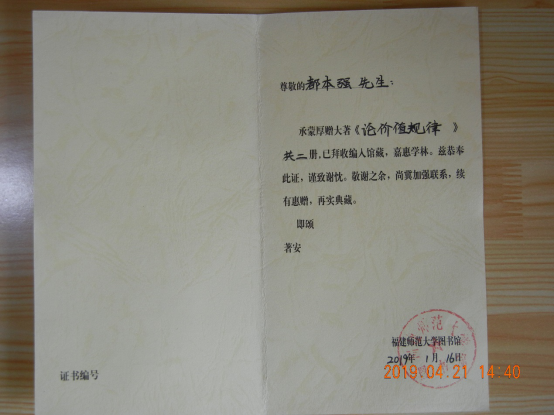 尊敬的都本强 先生：
承蒙厚赠大著《论价值规律 》
共二册，已拜收编入馆藏，嘉惠学林。兹恭奉
此证，谨致谢忱。敬谢之余，尚冀加强联系，续
有惠赠，再实典藏。
即颂
著安
福建师范大学图书馆
2019年 1月 16日
2019.04.21 14:40
证书编号